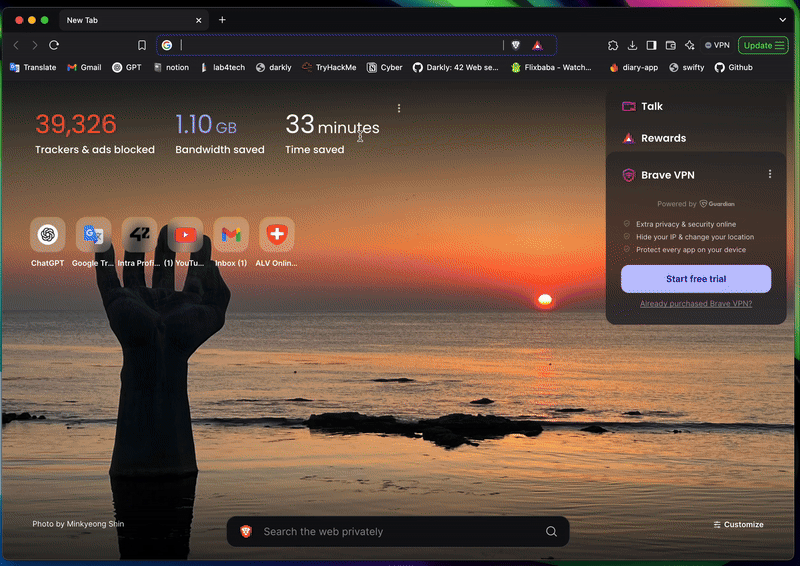 New Tab
VPN
Update
Translate
Gmail
GPT
notion
lab4tech
darkly
TryHackMe
Cyber
Darkly: 42 Web se...
Flixbaba - Watch...
diary-app
swifty
Github
39,326
Trackers & ads blocked
1.10 GB
Bandwidth saved
33 minutes
Time saved
Talk
Rewards
Brave VPN
Powered by Guardian
Extra privacy & security online
Hide your IP & change your location
Protect every app on your device
Start free trial
Already purchased Brave VPN?
42
ChatGPT
Google Tr...
Intra Profi...
(1) YouTu...
Inbox (1)
ALV Onlin...
Photo by Minkyeong Shin
Search the web privately
Customize